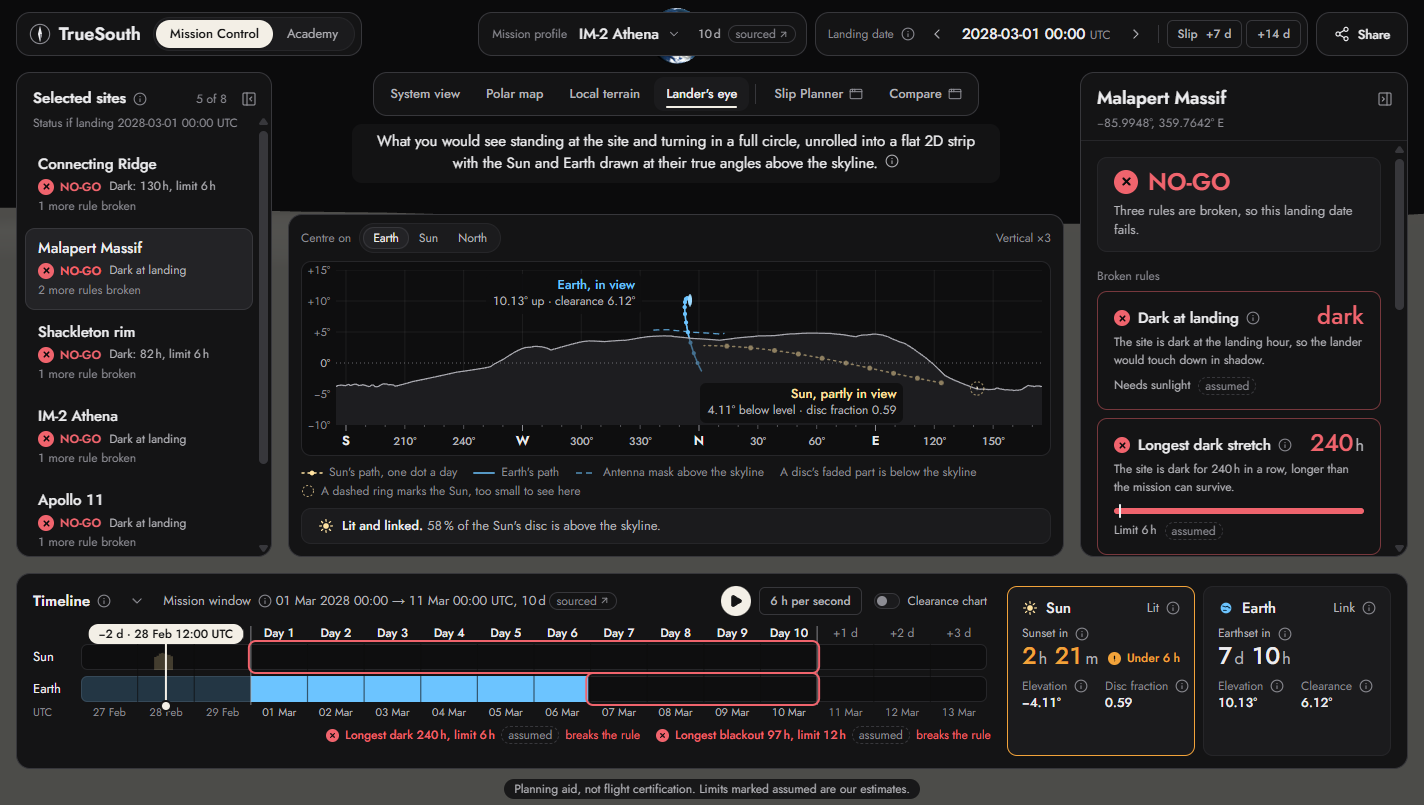 TrueSouth
Mission Control
Academy
Mission profile IM-2 Athena 10 d sourced ↗
Landing date 2028-03-01 00:00 UTC
Slip +7 d +14 d
Share
Selected sites 5 of 8
Status if landing 2028-03-01 00:00 UTC
Connecting Ridge
NO-GO Dark: 130 h, limit 6 h
1 more rule broken
Malapert Massif
NO-GO Dark at landing
2 more rules broken
Shackleton rim
NO-GO Dark: 82 h, limit 6 h
1 more rule broken
IM-2 Athena
NO-GO Dark at landing
1 more rule broken
Apollo 11
NO-GO Dark at landing
1 more rule broken
System view Polar map Local terrain Lander's eye Slip Planner Compare
What you would see standing at the site and turning in a full circle, unrolled into a flat 2D strip
with the Sun and Earth drawn at their true angles above the skyline.
Centre on Earth Sun North Vertical ×3
+15°
+10°
+5°
0°
−5°
−10°
Earth, in view
10.13° up · clearance 6.12°
Sun, partly in view
4.11° below level · disc fraction 0.59
S 210° 240° W 300° 330° N 30° 60° E 120° 150°
Sun's path, one dot a day Earth's path Antenna mask above the skyline A disc's faded part is below the skyline
A dashed ring marks the Sun, too small to see here
Lit and linked. 58 % of the Sun's disc is above the skyline.
Malapert Massif
−85.9948°, 359.7642° E
NO-GO
Three rules are broken, so this landing date
fails.
Broken rules
Dark at landing dark
The site is dark at the landing hour, so the lander
would touch down in shadow.
Needs sunlight assumed
Longest dark stretch 240 h
The site is dark for 240 h in a row, longer than
the mission can survive.
Limit 6 h assumed
Timeline Mission window 01 Mar 2028 00:00 → 11 Mar 00:00 UTC, 10 d sourced ↗
6 h per second Clearance chart
−2 d · 28 Feb 12:00 UTC
Day 1 Day 2 Day 3 Day 4 Day 5 Day 6 Day 7 Day 8 Day 9 Day 10 +1 d +2 d +3 d
Sun
Earth
UTC 27 Feb 28 Feb 29 Feb 01 Mar 02 Mar 03 Mar 04 Mar 05 Mar 06 Mar 07 Mar 08 Mar 09 Mar 10 Mar 11 Mar 12 Mar 13 Mar
Longest dark 240 h, limit 6 h assumed breaks the rule Longest blackout 97 h, limit 12 h assumed breaks the rule
Sun Lit
Sunset in
2 h 21 m Under 6 h
Elevation Disc fraction
−4.11° 0.59
Earth Link
Earthset in
7 d 10 h
Elevation Clearance
10.13° 6.12°
Planning aid, not flight certification. Limits marked assumed are our estimates.